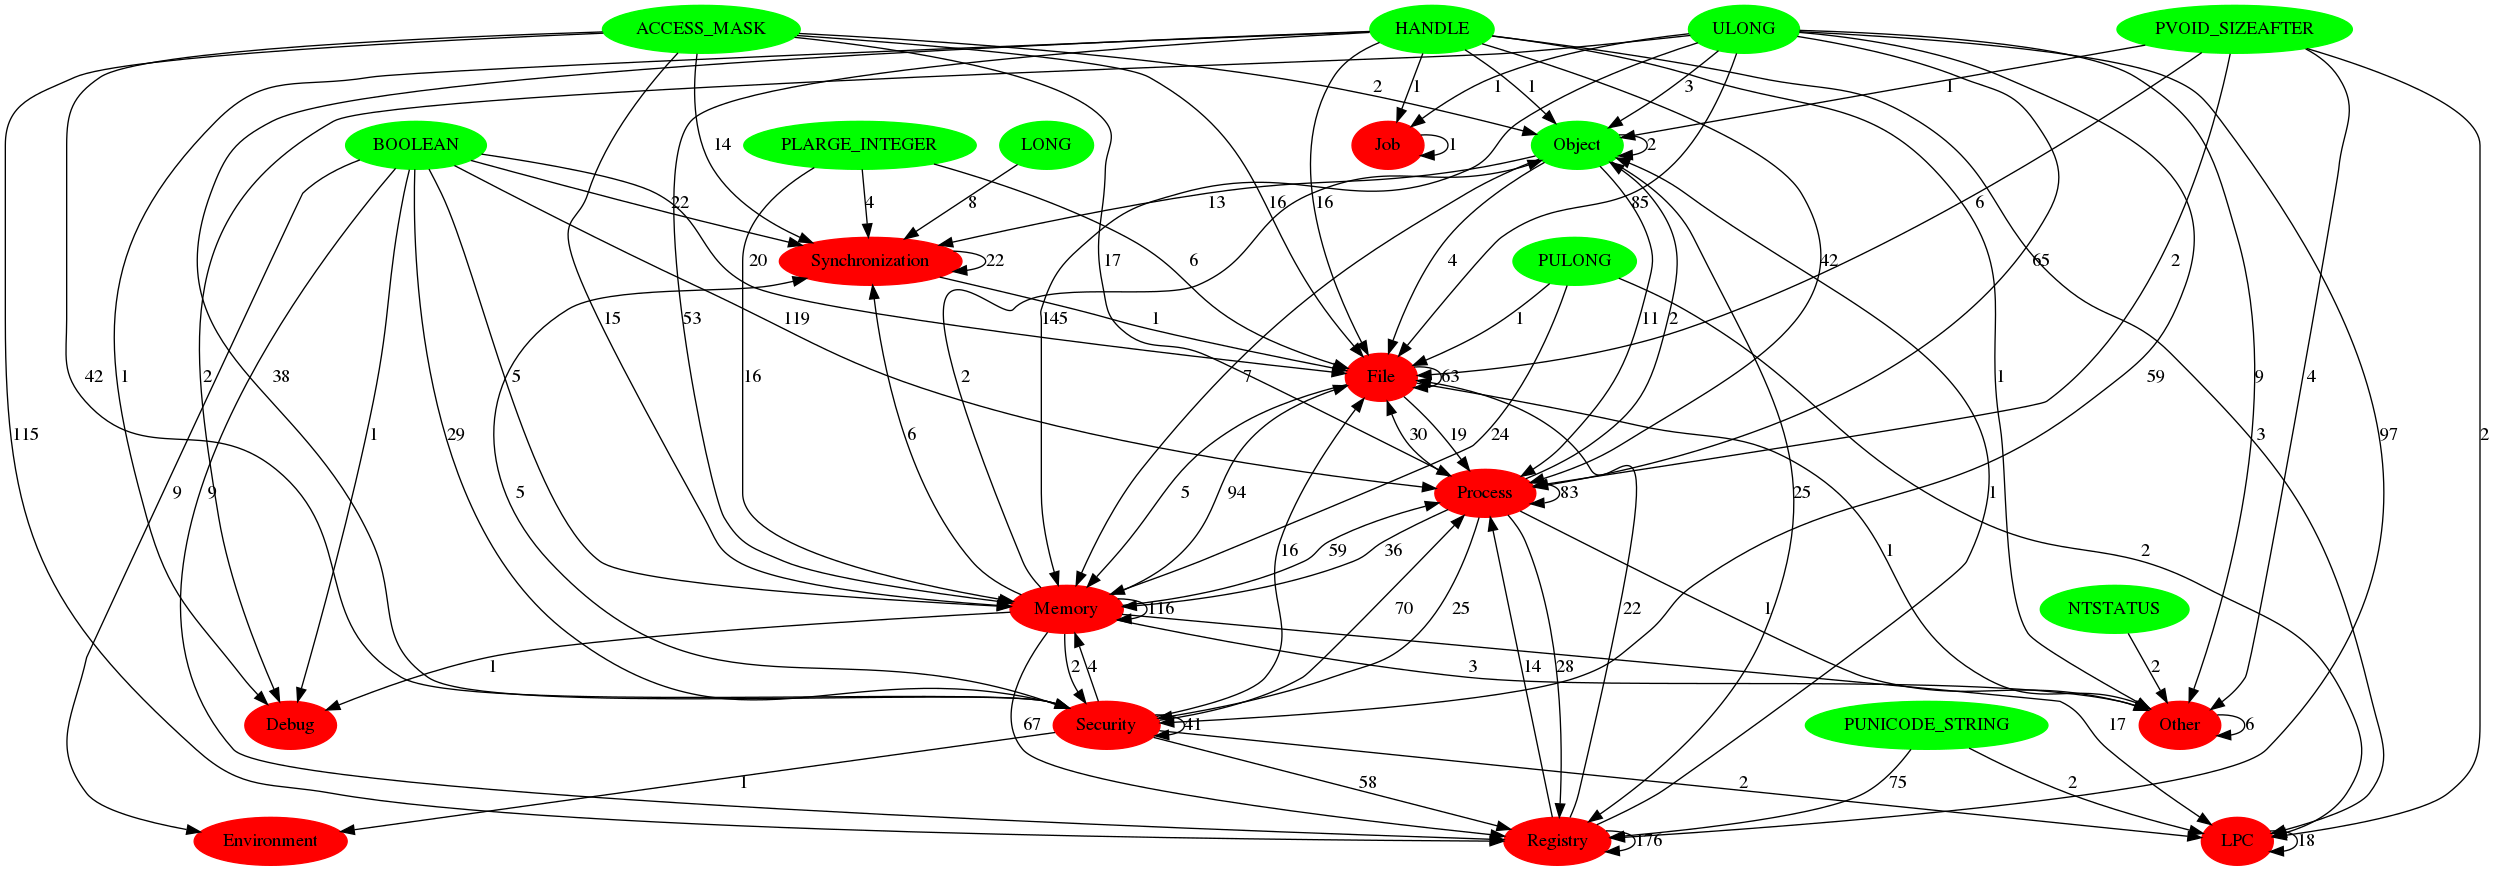 ACCESS_MASK HANDLE ULONG PVOID_SIZEAFTER
2 1 1 1 3 1
BOOLEAN 14 PLARGE_INTEGER LONG Job 1 Object 2
22 4 8 13 16 16 85 6
Synchronization 22 20 6 17 4 PULONG 42 65 2
42 1 2 38 5 15 53 16 119 2 145 1 7 1 11 2 1 59 9 4
File 63
115 9 9 1 29 6 5 94 30 19 24 1 3 97 2
5 Process 83 25
59 36 16 1 2
Memory 116 70 25 22 1 NTSTATUS
1 2 4 67 3 14 28 2
Debug Security 41 PUNICODE_STRING 17 Other 6
1 58 2 75 2
Environment Registry 176 LPC 18